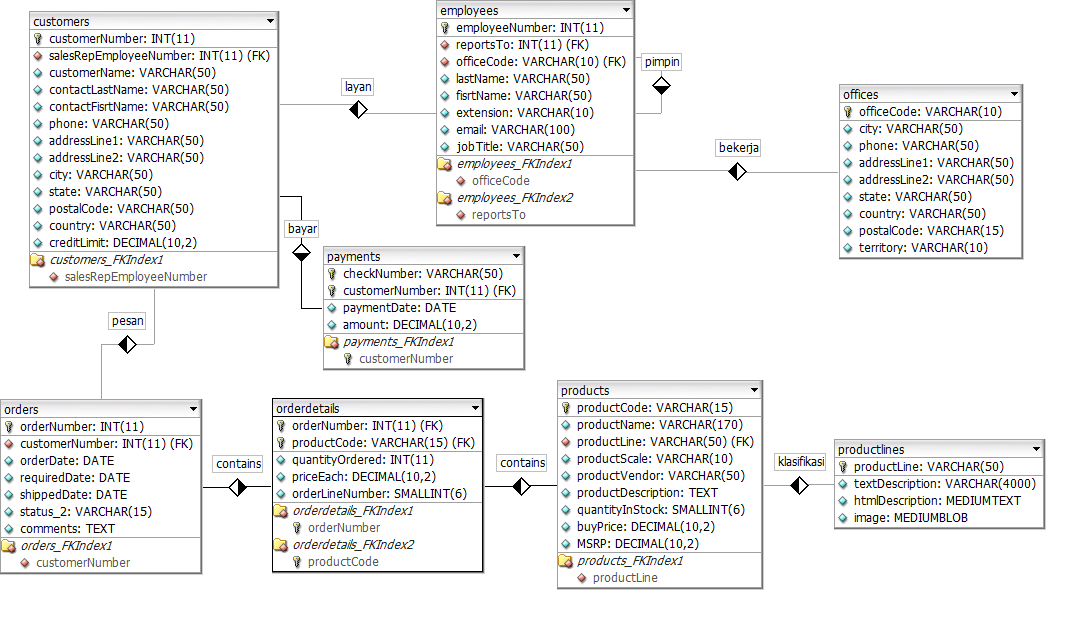 customers
customerNumber: INT(11)
salesRepEmployeeNumber: INT(11) (FK)
customerName: VARCHAR(50)
contactLastName: VARCHAR(50)
contactFisrtName: VARCHAR(50)
phone: VARCHAR(50)
addressLine1: VARCHAR(50)
addressLine2: VARCHAR(50)
city: VARCHAR(50)
state: VARCHAR(50)
postalCode: VARCHAR(50)
country: VARCHAR(50)
creditLimit: DECIMAL(10,2)
customers_FKIndex1
salesRepEmployeeNumber
layan
employees
employeeNumber: INT(11)
reportsTo: INT(11) (FK)
officeCode: VARCHAR(10) (FK)
lastName: VARCHAR(50)
fisrtName: VARCHAR(50)
extension: VARCHAR(10)
email: VARCHAR(100)
jobTitle: VARCHAR(50)
employees_FKIndex1
officeCode
employees_FKIndex2
reportsTo
pimpin
bekerja
offices
officeCode: VARCHAR(10)
city: VARCHAR(50)
phone: VARCHAR(50)
addressLine1: VARCHAR(50)
addressLine2: VARCHAR(50)
state: VARCHAR(50)
country: VARCHAR(50)
postalCode: VARCHAR(15)
territory: VARCHAR(10)
bayar
payments
checkNumber: VARCHAR(50)
customerNumber: INT(11) (FK)
paymentDate: DATE
amount: DECIMAL(10,2)
payments_FKIndex1
customerNumber
pesan
orders
orderNumber: INT(11)
customerNumber: INT(11) (FK)
orderDate: DATE
requiredDate: DATE
shippedDate: DATE
status_2: VARCHAR(15)
comments: TEXT
orders_FKIndex1
customerNumber
contains
orderdetails
orderNumber: INT(11) (FK)
productCode: VARCHAR(15) (FK)
quantityOrdered: INT(11)
priceEach: DECIMAL(10,2)
orderLineNumber: SMALLINT(6)
orderdetails_FKIndex1
orderNumber
orderdetails_FKIndex2
productCode
contains
products
productCode: VARCHAR(15)
productName: VARCHAR(170)
productLine: VARCHAR(50) (FK)
productScale: VARCHAR(10)
productVendor: VARCHAR(50)
productDescription: TEXT
quantityInStock: SMALLINT(6)
buyPrice: DECIMAL(10,2)
MSRP: DECIMAL(10,2)
products_FKIndex1
productLine
klasifikasi
productlines
productLine: VARCHAR(50)
textDescription: VARCHAR(4000)
htmlDescription: MEDIUMTEXT
image: MEDIUMBLOB